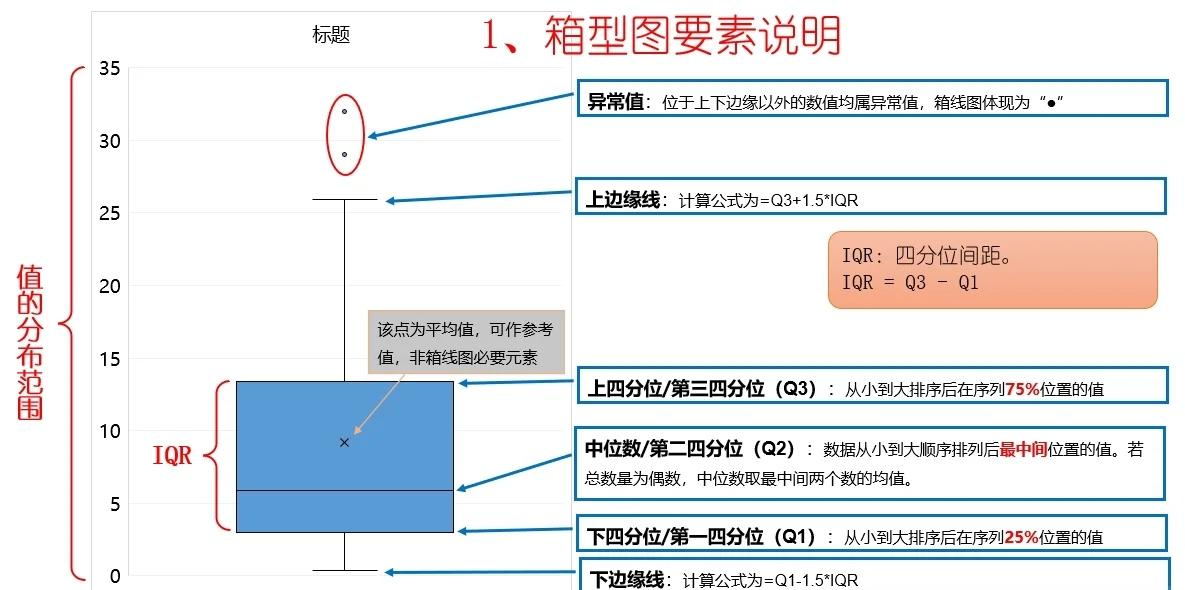 标题
1、箱型图要素说明
35
30
25
20
15
10
5
0
值的分布范围
IQR
异常值：位于上下边缘以外的数值均属异常值，箱线图体现为“●”
上边缘线：计算公式为=Q3+1.5*IQR
IQR：四分位间距。
IQR = Q3 - Q1
该点为平均值，可作参考
值，非箱线图必要元素
上四分位/第三四分位（Q3）：从小到大排序后在序列75%位置的值
中位数/第二四分位（Q2）：数据从小到大顺序排列后最中间位置的值。若
总数量为偶数，中位数取最中间两个数的均值。
下四分位/第一四分位（Q1）：从小到大排序后在序列25%位置的值
下边缘线：计算公式为=Q1-1.5*IQR